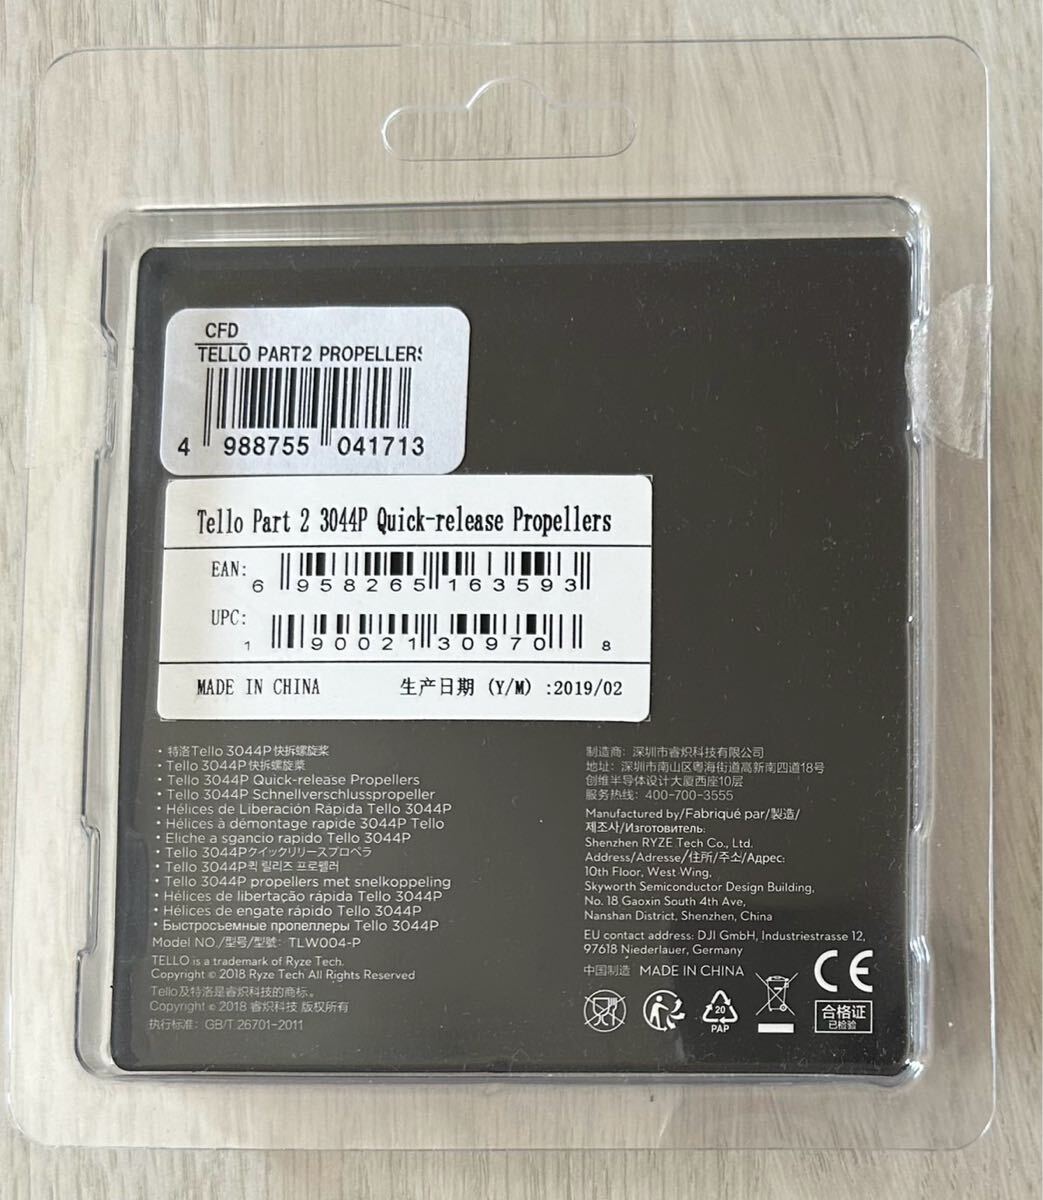 CFD
TELLO PART2 PROPELLERS
4 988755 041713
Tello Part 2 3044P Quick-release Propellers
EAN: 6 958265 163593
UPC: 1 90021 30970 8
MADE IN CHINA 生产日期 (Y/M) :2019/02
• 特洛Tello 3044P 快拆螺旋桨
• Tello 3044P快拆螺旋槳
• Tello 3044P Quick-release Propellers
• Tello 3044P Schnellverschlusspropeller
• Hélices de Liberación Rápida Tello 3044P
• Hélices à démontage rapide 3044P Tello
• Eliche a sgancio rapido Tello 3044P
• Tello 3044Pクイックリリースプロペラ
• Tello 3044P퀵 릴리즈 프로펠러
• Tello 3044P propellers met snelkoppeling
• Hélices de libertação rápida Tello 3044P
• Hélices de engate rápido Tello 3044P
• Быстросъемные пропеллеры Tello 3044P
Model NO./型号/型號: TLW004-P
TELLO is a trademark of Ryze Tech.
Copyright © 2018 Ryze Tech All Rights Reserved
Tello及特洛是睿炽科技的商标。
Copyright © 2018 睿炽科技 版权所有
执行标准: GB/T 26701-2011
制造商: 深圳市睿炽科技有限公司
地址: 深圳市南山区粤海街道高新南四道18号
创维半导体设计大厦西座10层
服务热线: 400-700-3555
Manufactured by/Fabriqué par/製造/
제조사/Изготовитель:
Shenzhen RYZE Tech Co., Ltd.
Address/Adresse/住所/주소/Адрес:
10th Floor, West Wing,
Skyworth Semiconductor Design Building,
No. 18 Gaoxin South 4th Ave,
Nanshan District, Shenzhen, China
EU contact address: DJI GmbH, Industriestrasse 12,
97618 Niederlauer, Germany
中国制造 MADE IN CHINA
CE
20
PAP
合格证
已检验